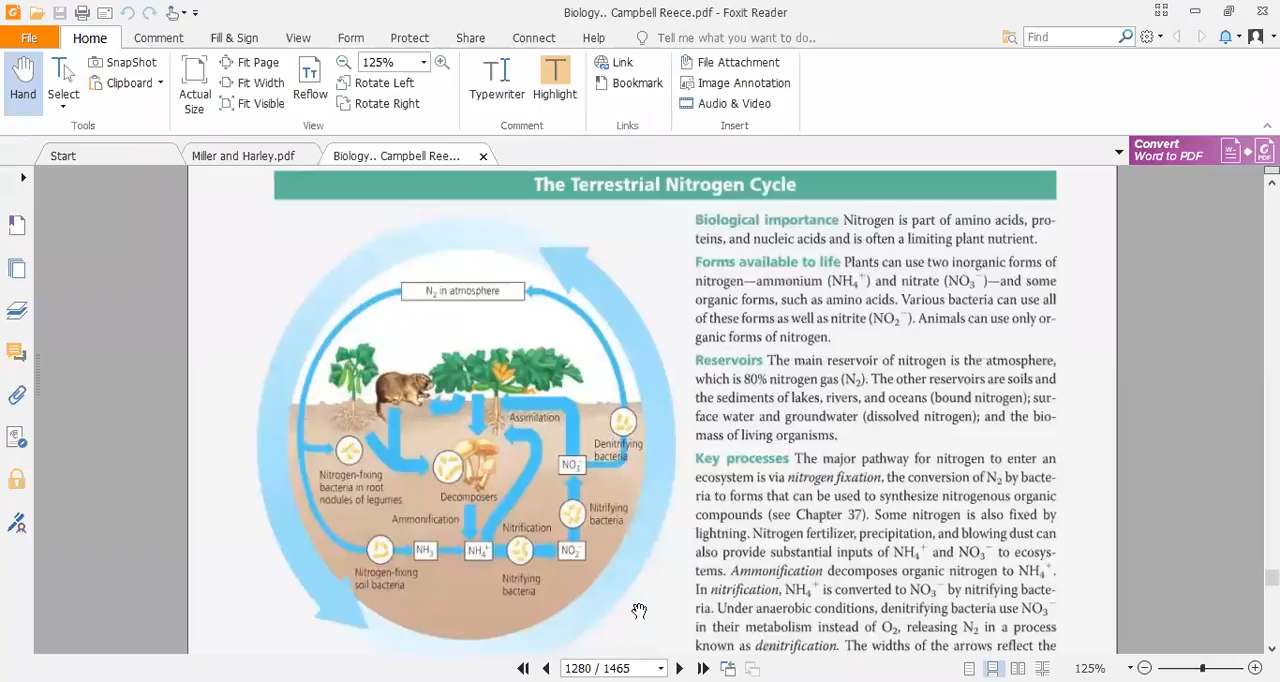 Biology.. Campbell Reece.pdf - Foxit Reader
File Home Comment Fill & Sign View Form Protect Share Connect Help Tell me what you want to do.. Find
Hand
Select
SnapShot
Clipboard
Tools
Actual
Size
Fit Page
Fit Width
Fit Visible
Reflow
125%
Rotate Left
Rotate Right
View
Typewriter
Highlight
Comment
Link
Bookmark
Links
File Attachment
Image Annotation
Audio & Video
Insert
Start Miller and Harley.pdf Biology.. Campbell Ree...
Convert
Word to PDF
The Terrestrial Nitrogen Cycle
N₂ in atmosphere
Assimilation
Denitrifying
bacteria
NO₃⁻
Nitrogen-fixing
bacteria in root
nodules of legumes
Decomposers
Ammonification
Nitrification
Nitrifying
bacteria
NH₃
NH₄⁺
NO₂⁻
Nitrogen-fixing
soil bacteria
Nitrifying
bacteria
Biological importance Nitrogen is part of amino acids, pro-
teins, and nucleic acids and is often a limiting plant nutrient.
Forms available to life Plants can use two inorganic forms of
nitrogen—ammonium (NH₄⁺) and nitrate (NO₃⁻)—and some
organic forms, such as amino acids. Various bacteria can use all
of these forms as well as nitrite (NO₂⁻). Animals can use only or-
ganic forms of nitrogen.
Reservoirs The main reservoir of nitrogen is the atmosphere,
which is 80% nitrogen gas (N₂). The other reservoirs are soils and
the sediments of lakes, rivers, and oceans (bound nitrogen); sur-
face water and groundwater (dissolved nitrogen); and the bio-
mass of living organisms.
Key processes The major pathway for nitrogen to enter an
ecosystem is via nitrogen fixation, the conversion of N₂ by bacte-
ria to forms that can be used to synthesize nitrogenous organic
compounds (see Chapter 37). Some nitrogen is also fixed by
lightning. Nitrogen fertilizer, precipitation, and blowing dust can
also provide substantial inputs of NH₄⁺ and NO₃⁻ to ecosys-
tems. Ammonification decomposes organic nitrogen to NH₄⁺.
In nitrification, NH₄⁺ is converted to NO₃⁻ by nitrifying bacte-
ria. Under anaerobic conditions, denitrifying bacteria use NO₃⁻
in their metabolism instead of O₂, releasing N₂ in a process
known as denitrification. The widths of the arrows reflect the
1280 / 1465
125%